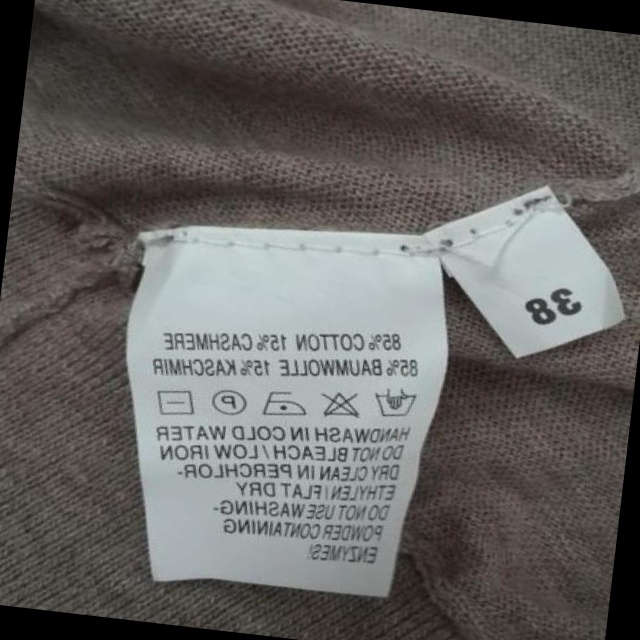 85% COTTON 15% CASHMERE
85% BAUMWOLLE 15% KASCHMIR
P
HANDWASH IN COLD WATER
DO NOT BLEACH / LOW IRON
DRY CLEAN IN PERCHLOR-
ETHYLEN / FLAT DRY
DO NOT USE WASHING-
POWDER CONTAINING
ENZYMES!
38